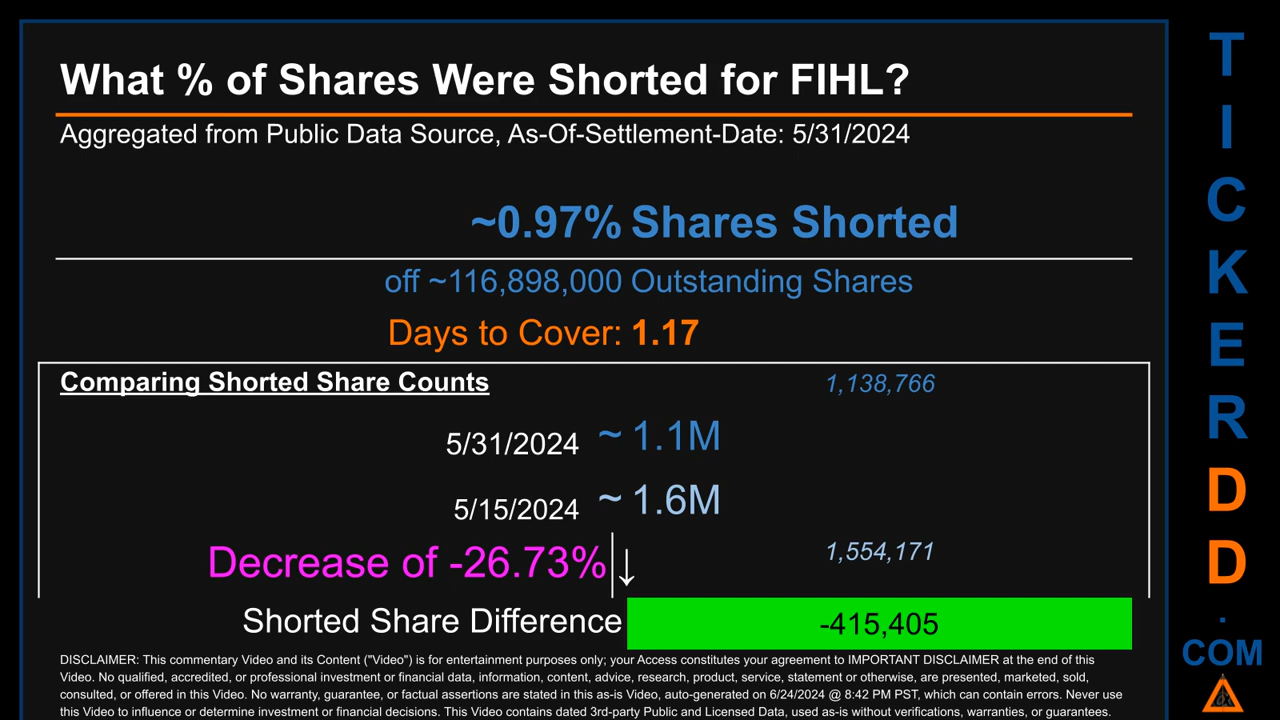 What % of Shares Were Shorted for FIHL?
Aggregated from Public Data Source, As-Of-Settlement-Date: 5/31/2024
~0.97% Shares Shorted
off ~116,898,000 Outstanding Shares
Days to Cover: 1.17
Comparing Shorted Share Counts 1,138,766
5/31/2024 ~ 1.1M
5/15/2024 ~ 1.6M
Decrease of -26.73% ↓ 1,554,171
Shorted Share Difference -415,405
DISCLAIMER: This commentary Video and its Content ("Video") is for entertainment purposes only; your Access constitutes your agreement to IMPORTANT DISCLAIMER at the end of this
Video. No qualified, accredited, or professional investment or financial data, information, content, advice, research, product, service, statement or otherwise, are presented, marketed, sold,
consulted, or offered in this Video. No warranty, guarantee, or factual assertions are stated in this as-is Video, auto-generated on 6/24/2024 @ 8:42 PM PST, which can contain errors. Never use
this Video to influence or determine investment or financial decisions. This Video contains dated 3rd-party Public and Licensed Data, used as-is without verifications, warranties, or guarantees.
T
I
C
K
E
R
D
D
.
COM